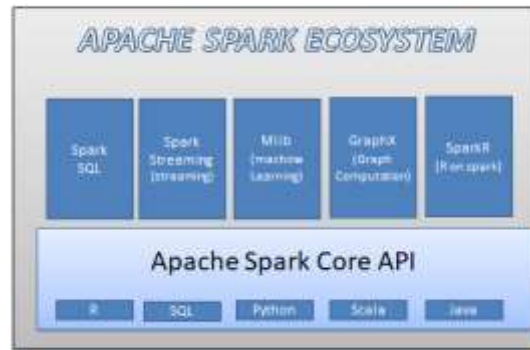 APACHE SPARK ECOSYSTEM
Spark
SQL
Spark
Streaming
(streaming)
Mlib
(machine
Learning)
GraphX
(Graph
Computation)
SparkR
(R on spark)
Apache Spark Core API
R
SQL
Python
Scala
Java